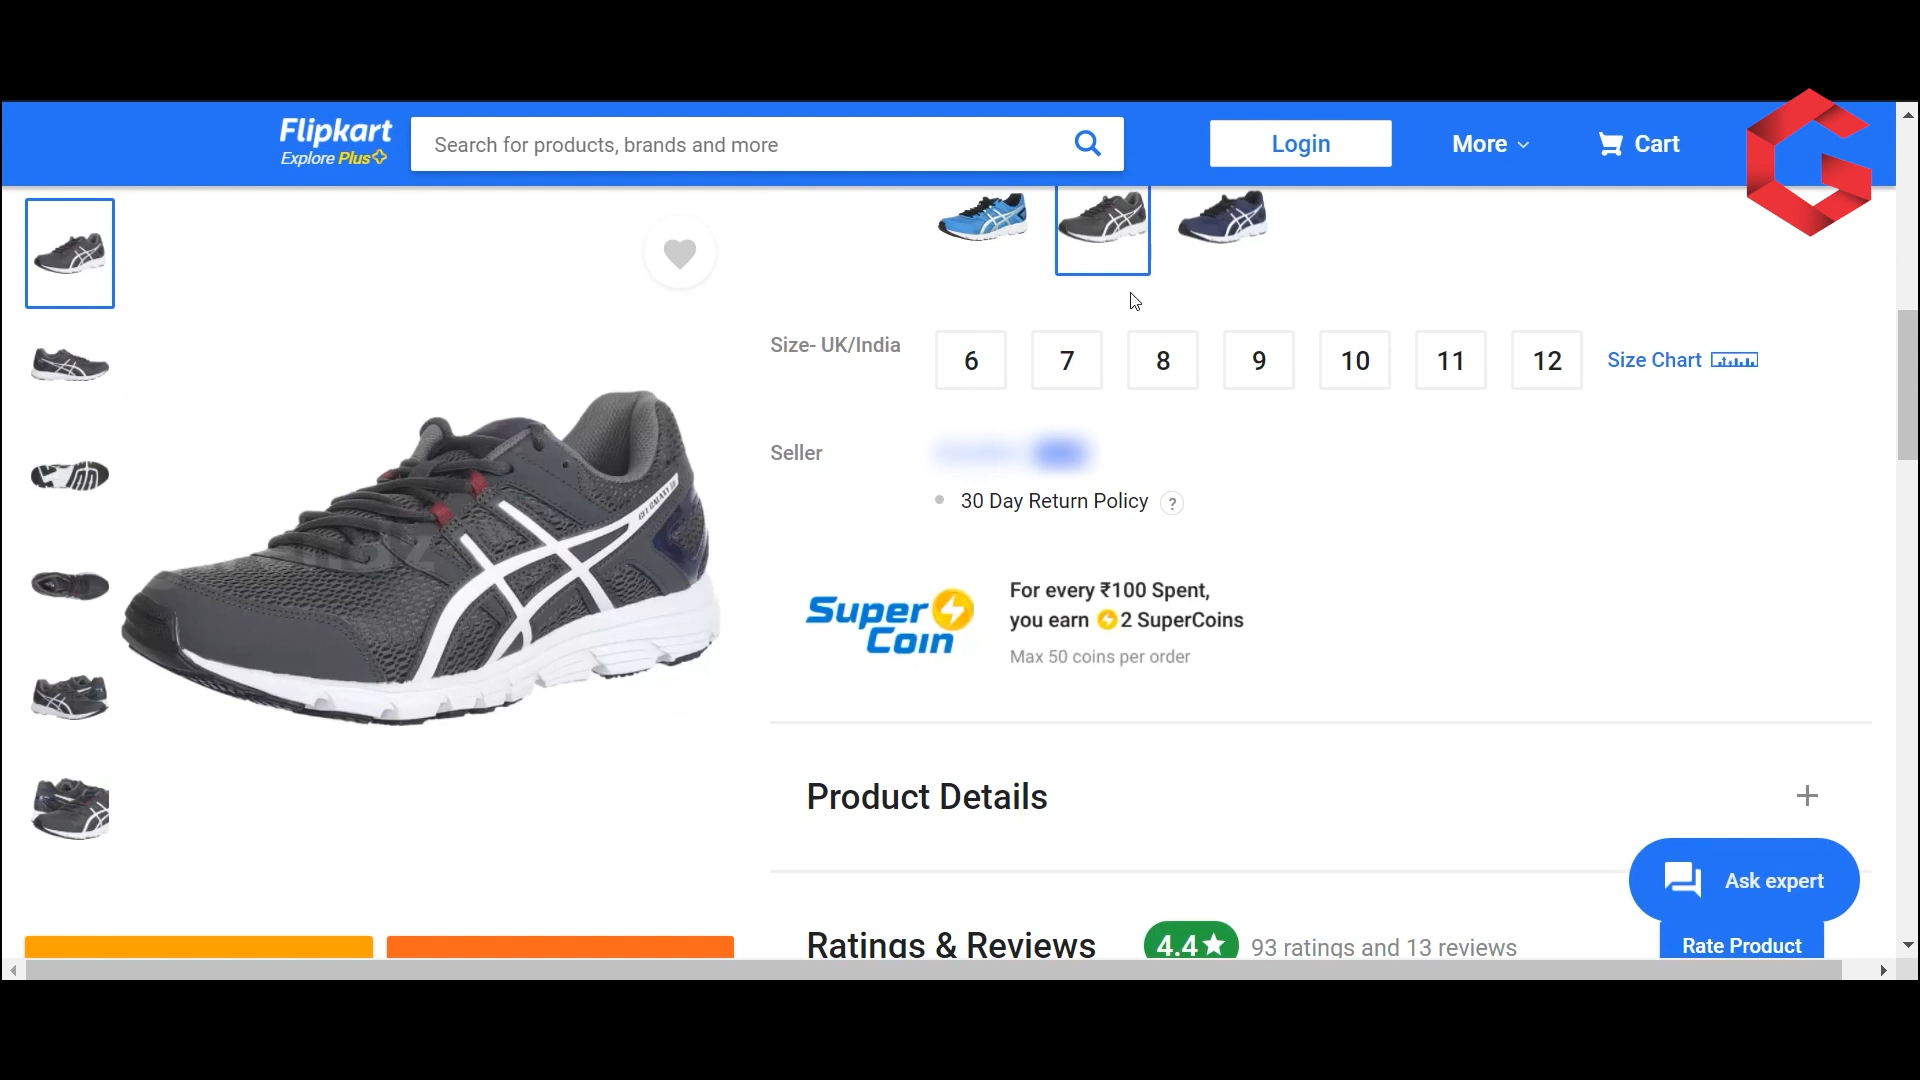 Flipkart
Explore Plus
Search for products, brands and more
Login
More
Cart
Size- UK/India
6
7
8
9
10
11
12
Size Chart
Seller
30 Day Return Policy ?
GEL GALAXY
Super
Coin
For every ₹100 Spent,
you earn 2 SuperCoins
Max 50 coins per order
Product Details
Ask expert
Ratings & Reviews
4.4
93 ratings and 13 reviews
Rate Product